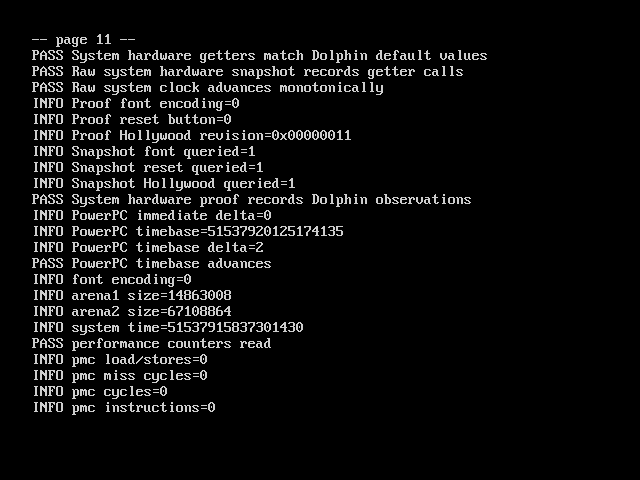 -- page 11 --
PASS System hardware getters match Dolphin default values
PASS Raw system hardware snapshot records getter calls
PASS Raw system clock advances monotonically
INFO Proof font encoding=0
INFO Proof reset button=0
INFO Proof Hollywood revision=0x00000011
INFO Snapshot font queried=1
INFO Snapshot reset queried=1
INFO Snapshot Hollywood queried=1
PASS System hardware proof records Dolphin observations
INFO PowerPC immediate delta=0
INFO PowerPC timebase=51537920125174135
INFO PowerPC timebase delta=2
PASS PowerPC timebase advances
INFO font encoding=0
INFO arena1 size=14863008
INFO arena2 size=67108864
INFO system time=51537915837301430
PASS performance counters read
INFO pmc load/stores=0
INFO pmc miss cycles=0
INFO pmc cycles=0
INFO pmc instructions=0